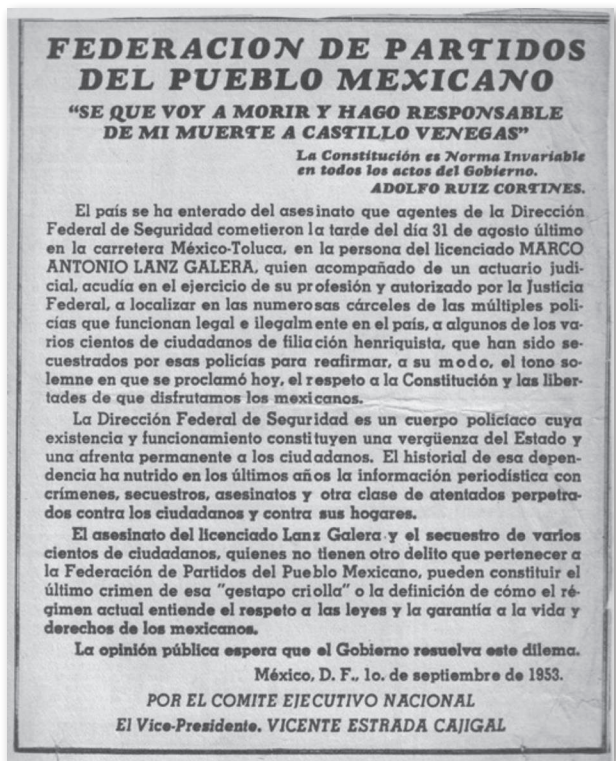 FEDERACION DE PARTIDOS
DEL PUEBLO MEXICANO
"SE QUE VOY A MORIR Y HAGO RESPONSABLE
DE MI MUERTE A CASTILLO VENEGAS"
La Constitución es Norma Invariable
en todos los actos del Gobierno.
ADOLFO RUIZ CORTINES.
El país se ha enterado del asesinato que agentes de la Dirección
Federal de Seguridad cometieron la tarde del día 31 de agosto último
en la carretera México-Toluca, en la persona del licenciado MARCO
ANTONIO LANZ GALERA, quien acompañado de un actuario judi-
cial, acudía en el ejercicio de su profesión y autorizado por la Justicia
Federal, a localizar en las numerosas cárceles de las múltiples poli-
cías que funcionan legal e ilegalmente en el país, a algunos de los va-
rios cientos de ciudadanos de filiación henriquista, que han sido se-
cuestrados por esas policías para reafirmar, a su modo, el tono so-
lemne en que se proclamó hoy, el respeto a la Constitución y las liber-
tades de que disfrutamos los mexicanos.
La Dirección Federal de Seguridad es un cuerpo policíaco cuya
existencia y funcionamiento constituyen una vergüenza del Estado y
una afrenta permanente a los ciudadanos. El historial de esa depen-
dencia ha nutrido en los últimos años la información periodística con
crímenes, secuestros, asesinatos y otra clase de atentados perpetra-
dos contra los ciudadanos y contra sus hogares.
El asesinato del licenciado Lanz Galera y el secuestro de varios
cientos de ciudadanos, quienes no tienen otro delito que pertenecer a
la Federación de Partidos del Pueblo Mexicano, pueden constituir el
último crimen de esa "gestapo criolla" o la definición de cómo el ré-
gimen actual entiende el respeto a las leyes y la garantía a la vida y
derechos de los mexicanos.
La opinión pública espera que el Gobierno resuelva este dilema.
México, D. F., 1o. de septiembre de 1953.
POR EL COMITE EJECUTIVO NACIONAL
El Vice-Presidente. VICENTE ESTRADA CAJIGAL